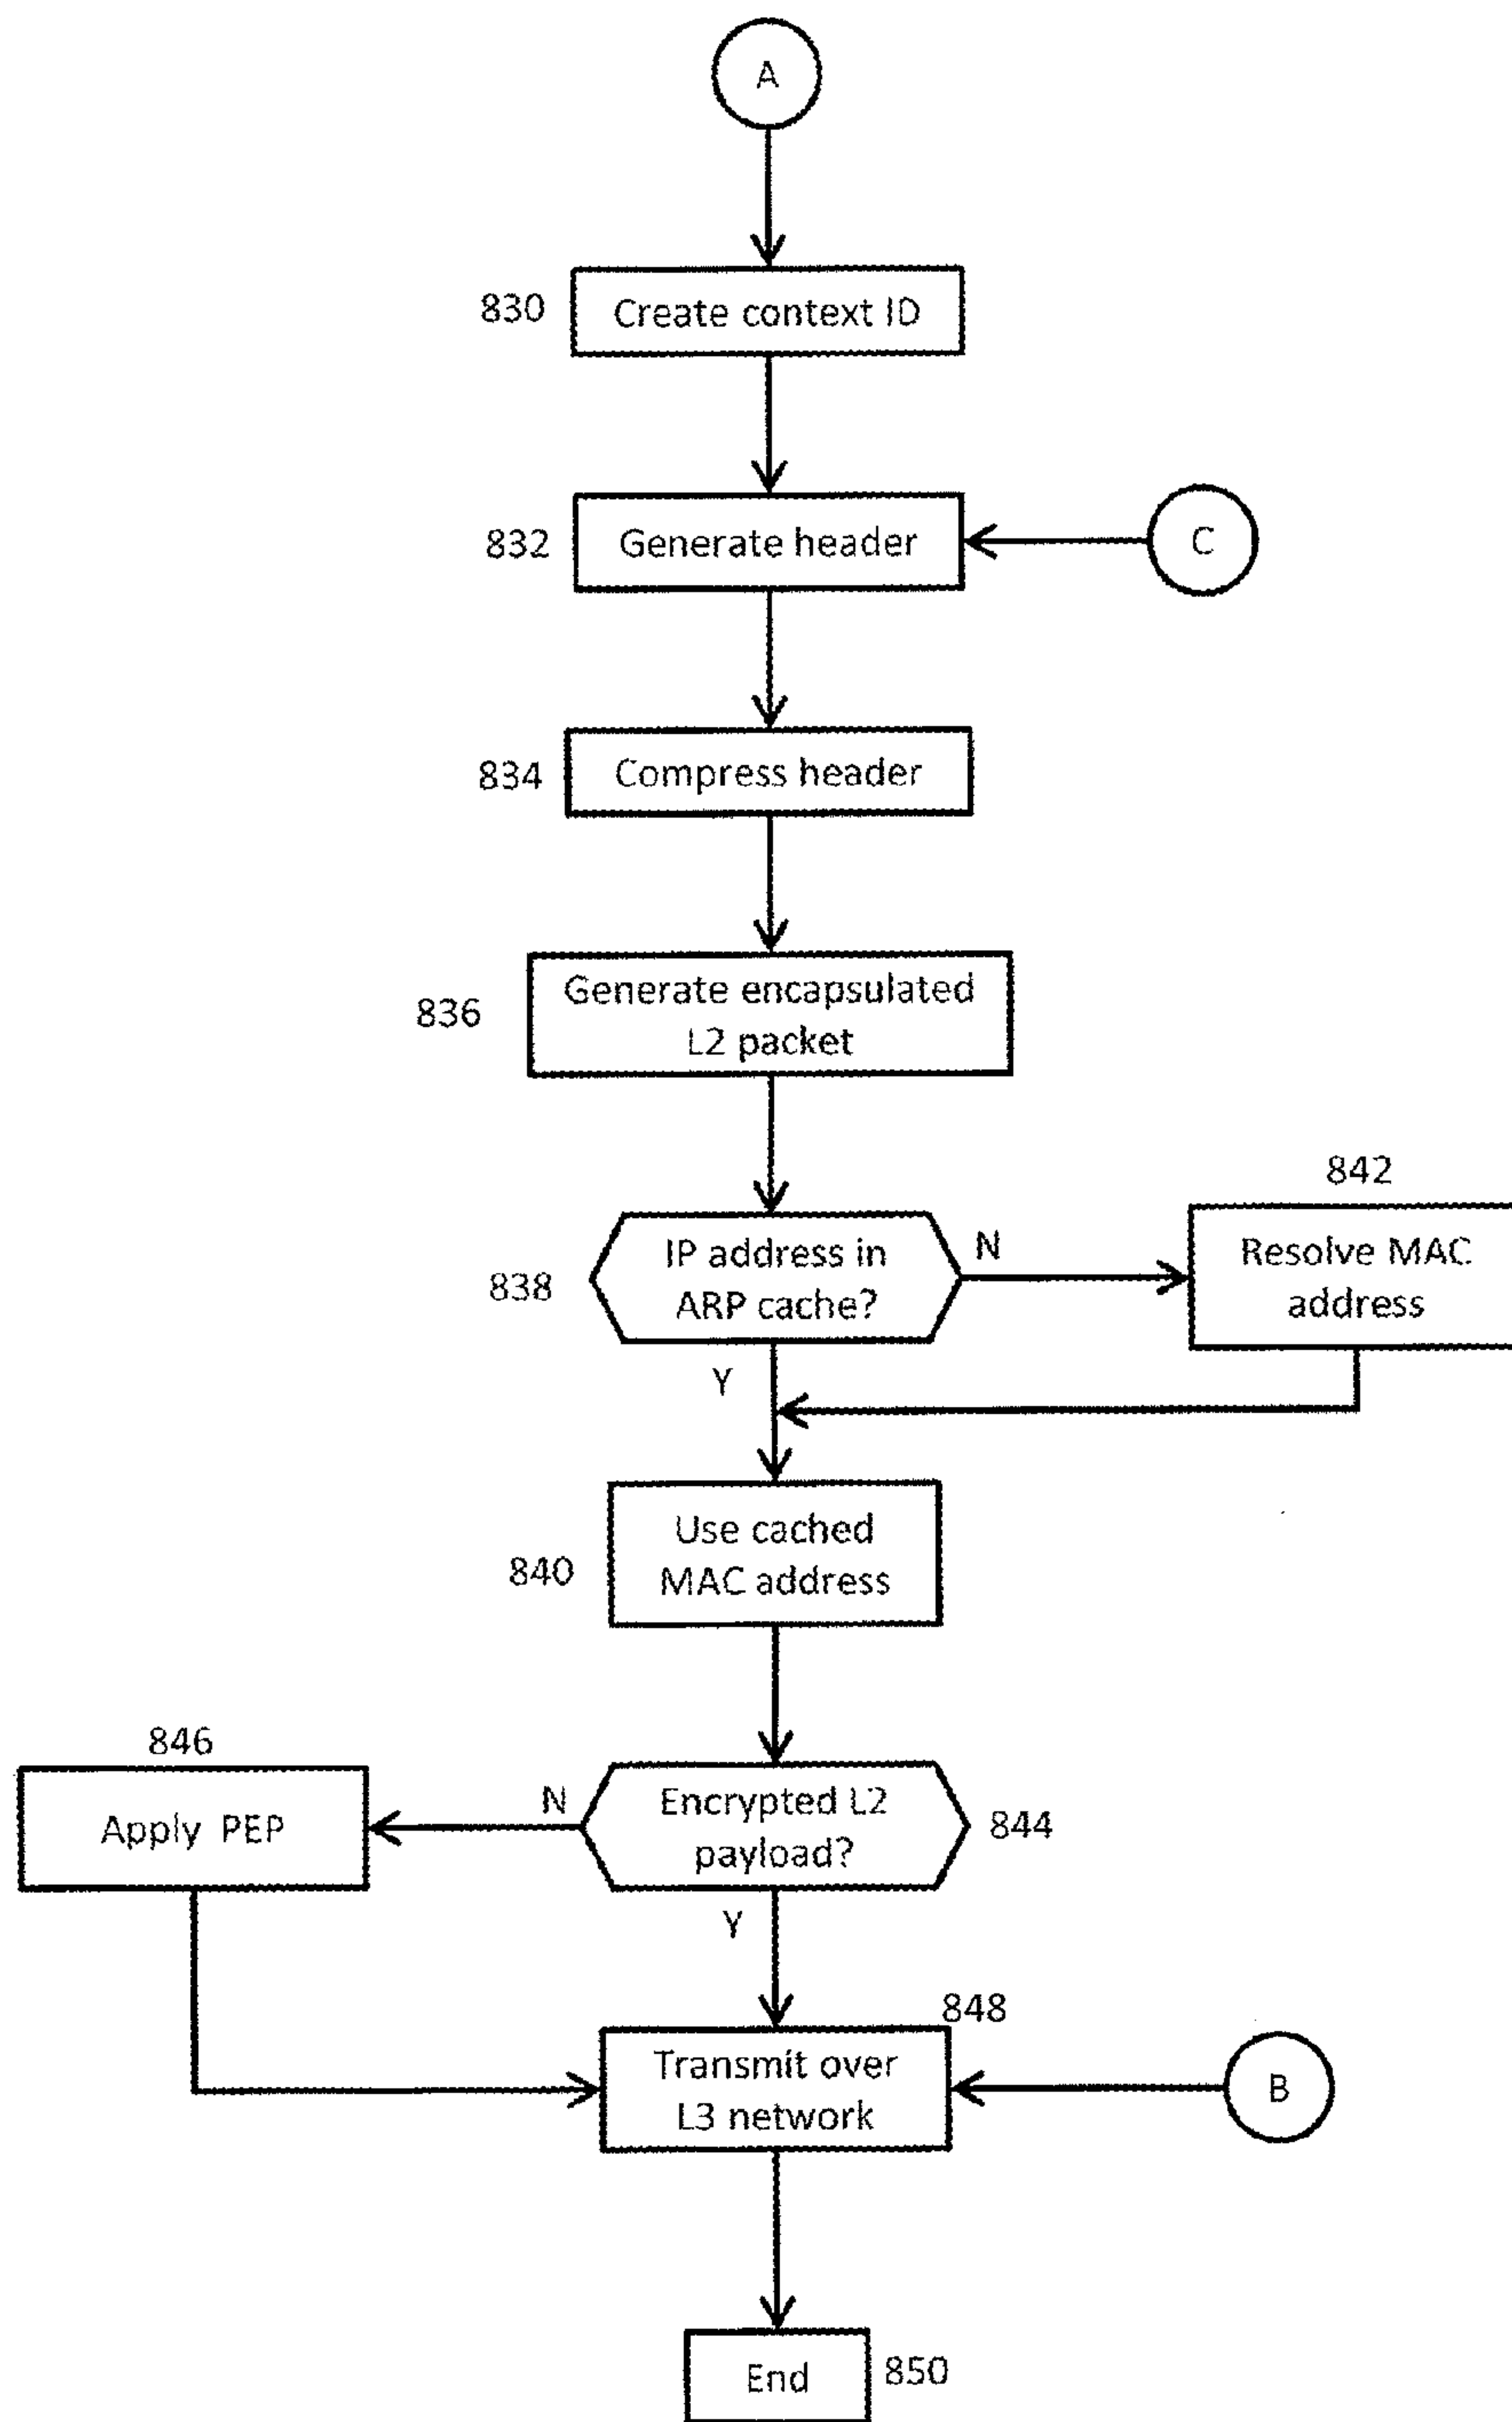 A
830
Create context ID
832
Generate header
C
834
Compress header
836
Generate encapsulated
L2 packet
842
838
IP address in
ARP cache?
N
Resolve MAC
address
Y
840
Use cached
MAC address
846
Apply PEP
N
Encrypted L2
payload?
844
Y
848
Transmit over
L3 network
B
End
850